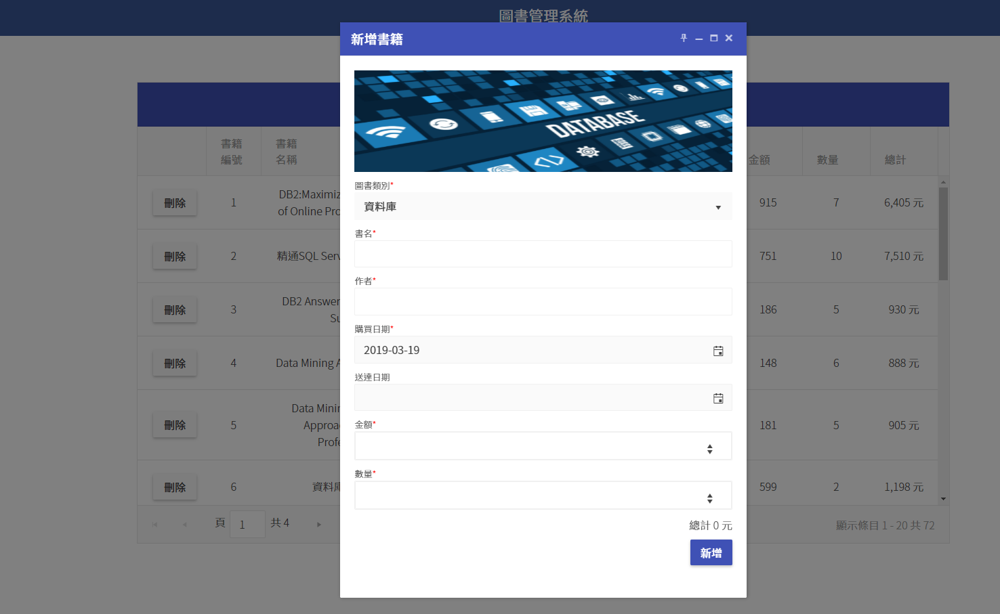 圖書管理系統
新增書籍
DATABASE
圖書類別*
資料庫
書名*
作者*
購買日期*
2019-03-19
送達日期
金額*
數量*
總計 0 元
新增
書籍編號
書籍名稱
金額
數量
總計
刪除 1 DB2:Maximiz 915 7 6,405 元
of Online Pro
刪除 2 精通SQL Serv 751 10 7,510 元
刪除 3 DB2 Answer 186 5 930 元
Su
刪除 4 Data Mining A 148 6 888 元
刪除 5 Data Minin 181 5 905 元
Approa
Profe
刪除 6 資料庫 599 2 1,198 元
頁 1 共 4
顯示條目 1 - 20 共 72